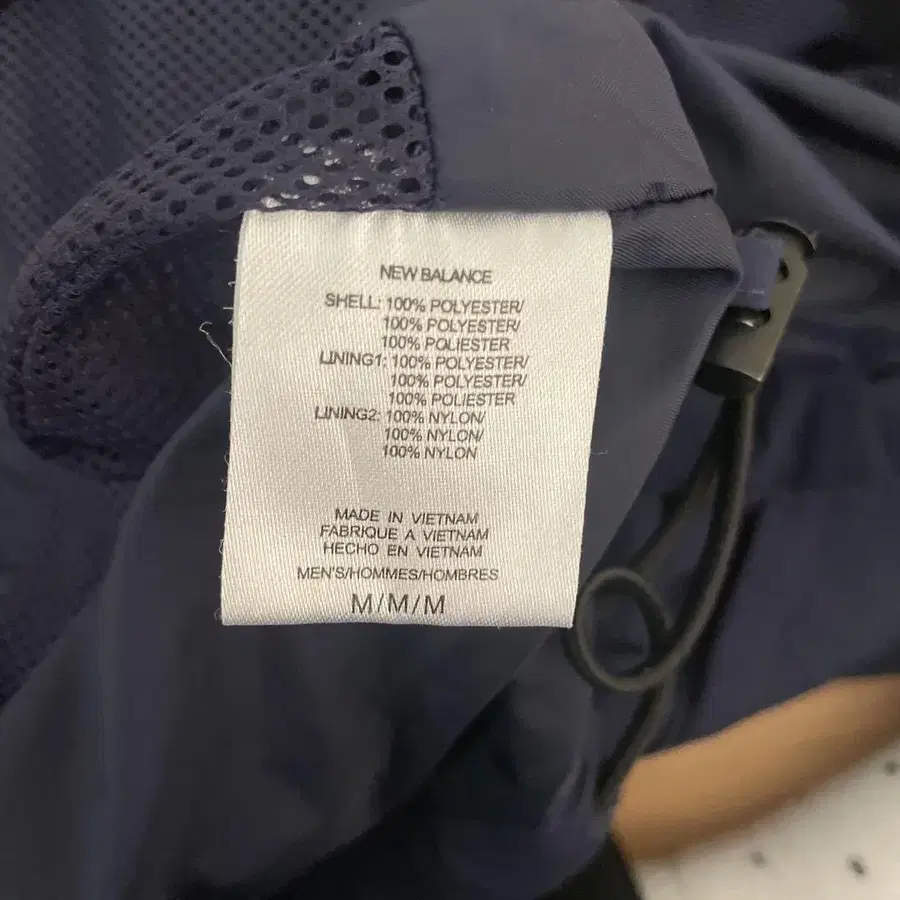 NEW BALANCE
SHELL: 100% POLYESTER/
100% POLYESTER/
100% POLIESTER
LINING1: 100% POLYESTER/
100% POLYESTER/
100% POLIESTER
LINING2: 100% NYLON/
100% NYLON/
100% NYLON
MADE IN VIETNAM
FABRIQUE A VIETNAM
HECHO EN VIETNAM
MEN'S/HOMMES/HOMBRES
M/M/M